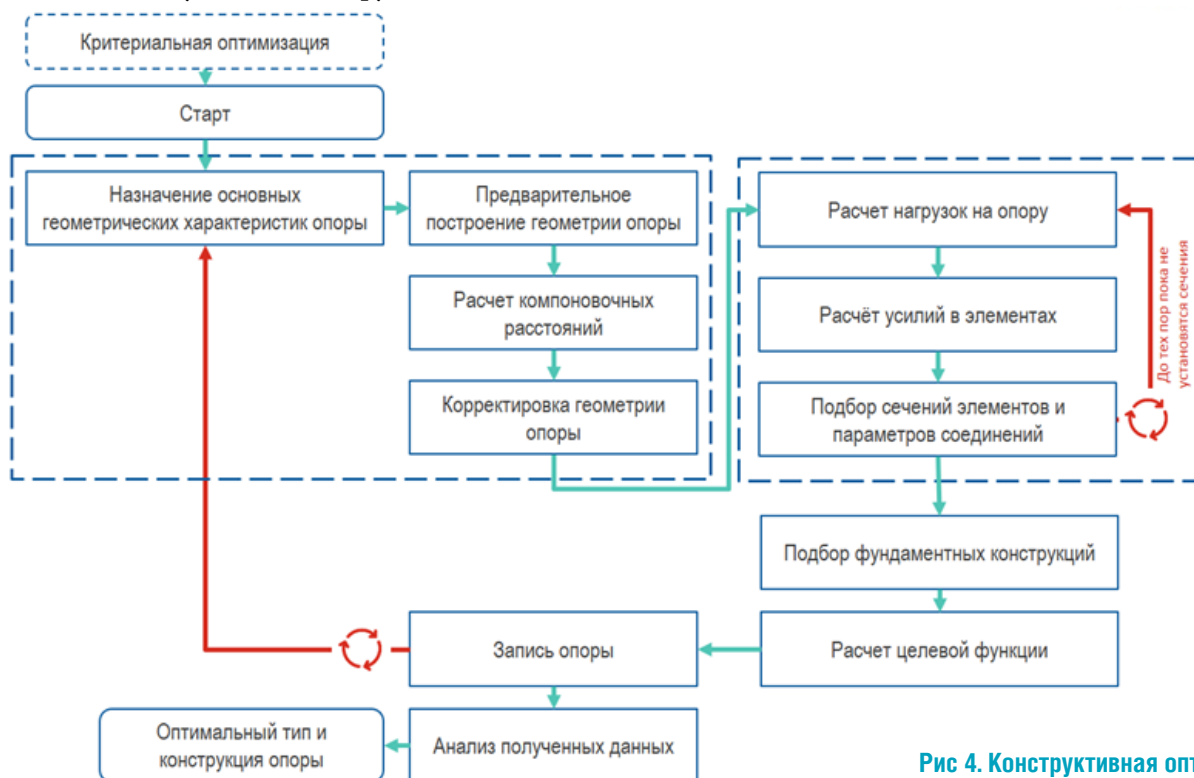 Критериальная оптимизация
Старт
Назначение основных
геометрических характеристик опоры
Предварительное
построение геометрии опоры
Расчет компоновочных
расстояний
Корректировка геометрии
опоры
Расчет нагрузок на опору
Расчёт усилий в элементах
Подбор сечений элементов и
параметров соединений
До тех пор пока не
установятся сечения
Подбор фундаментных конструкций
Расчет целевой функции
Запись опоры
Анализ полученных данных
Оптимальный тип и
конструкция опоры
Рис 4. Конструктивная опт